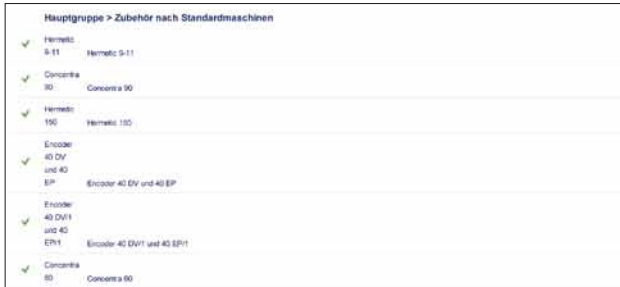 Hauptgruppe > Zubehör nach Standardmaschinen
Hermetic
9-11 Hermetic 9-11
Concentra
90 Concentra 90
Hermetic
150 Hermetic 150
Encoder
40 DV
und 40
EP Encoder 40 DV und 40 EP
Encoder
40 DV/1
und 40
EP/1 Encoder 40 DV/1 und 40 EP/1
Concentra
60 Concentra 60